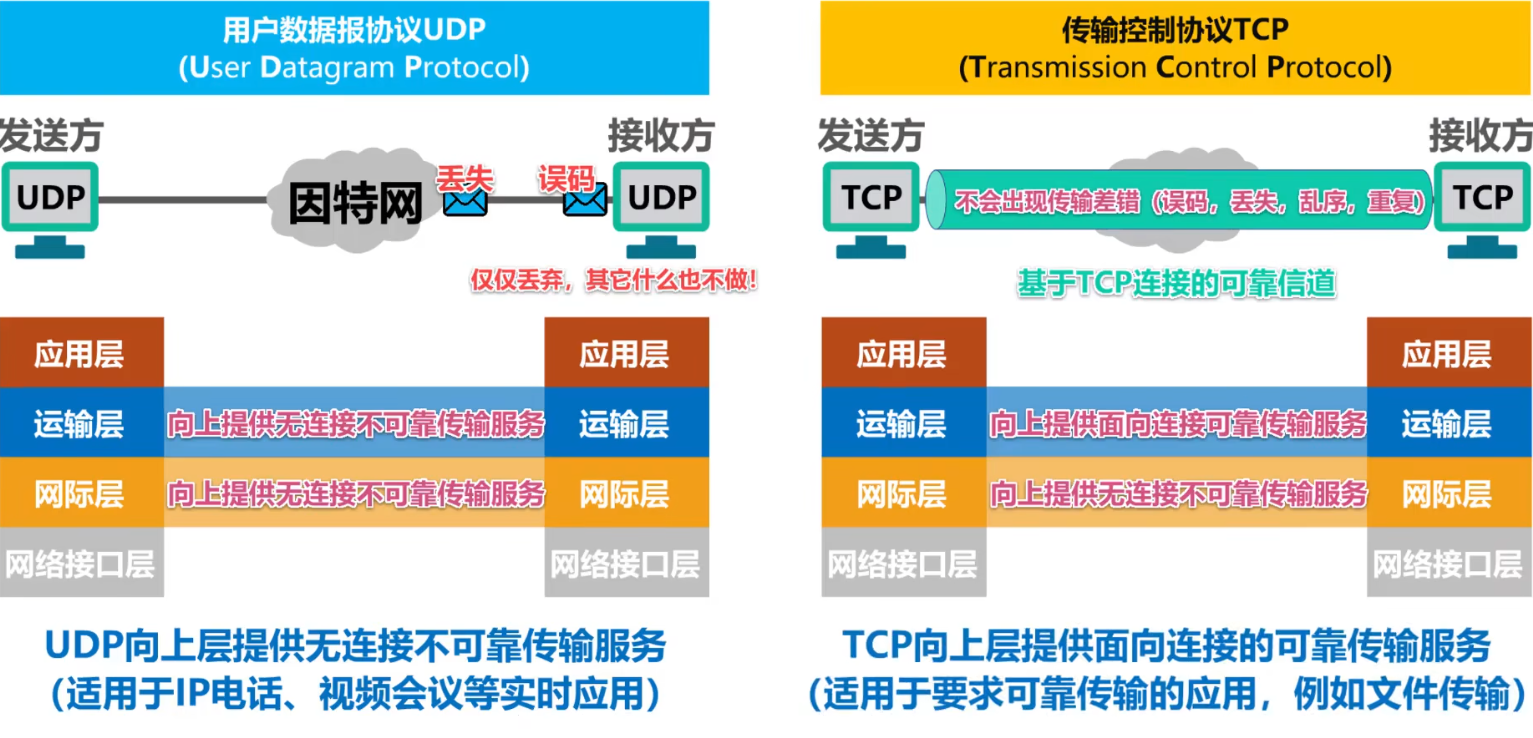 用户数据报协议UDP
(User Datagram Protocol)
发送方
接收方
UDP
因特网
丢失
误码
UDP
仅仅丢弃，其它什么也不做！
应用层
应用层
运输层
向上提供无连接不可靠传输服务
运输层
网际层
向上提供无连接不可靠传输服务
网际层
网络接口层
网络接口层
UDP向上层提供无连接不可靠传输服务
（适用于IP电话、视频会议等实时应用）
传输控制协议TCP
(Transmission Control Protocol)
发送方
接收方
TCP
不会出现传输差错（误码，丢失，乱序，重复）
TCP
基于TCP连接的可靠信道
应用层
应用层
运输层
向上提供面向连接可靠传输服务
运输层
网际层
向上提供无连接不可靠传输服务
网际层
网络接口层
网络接口层
TCP向上层提供面向连接的可靠传输服务
（适用于要求可靠传输的应用，例如文件传输）